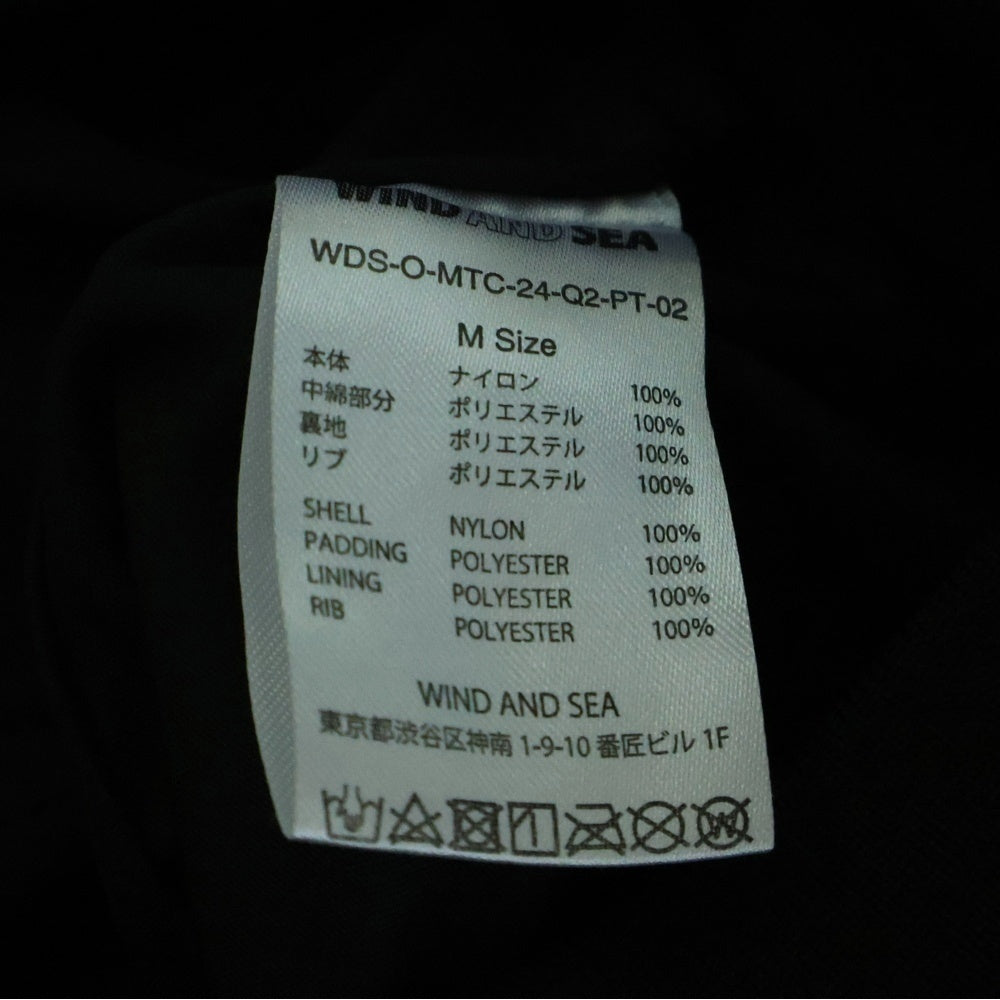 WIND AND SEA
WDS-O-MTC-24-Q2-PT-02
M Size
本体 ナイロン 100%
中綿部分 ポリエステル 100%
裏地 ポリエステル 100%
リブ ポリエステル 100%
SHELL NYLON 100%
PADDING POLYESTER 100%
LINING POLYESTER 100%
RIB POLYESTER 100%
WIND AND SEA
東京都渋谷区神南 1-9-10 番匠ビル 1F
W